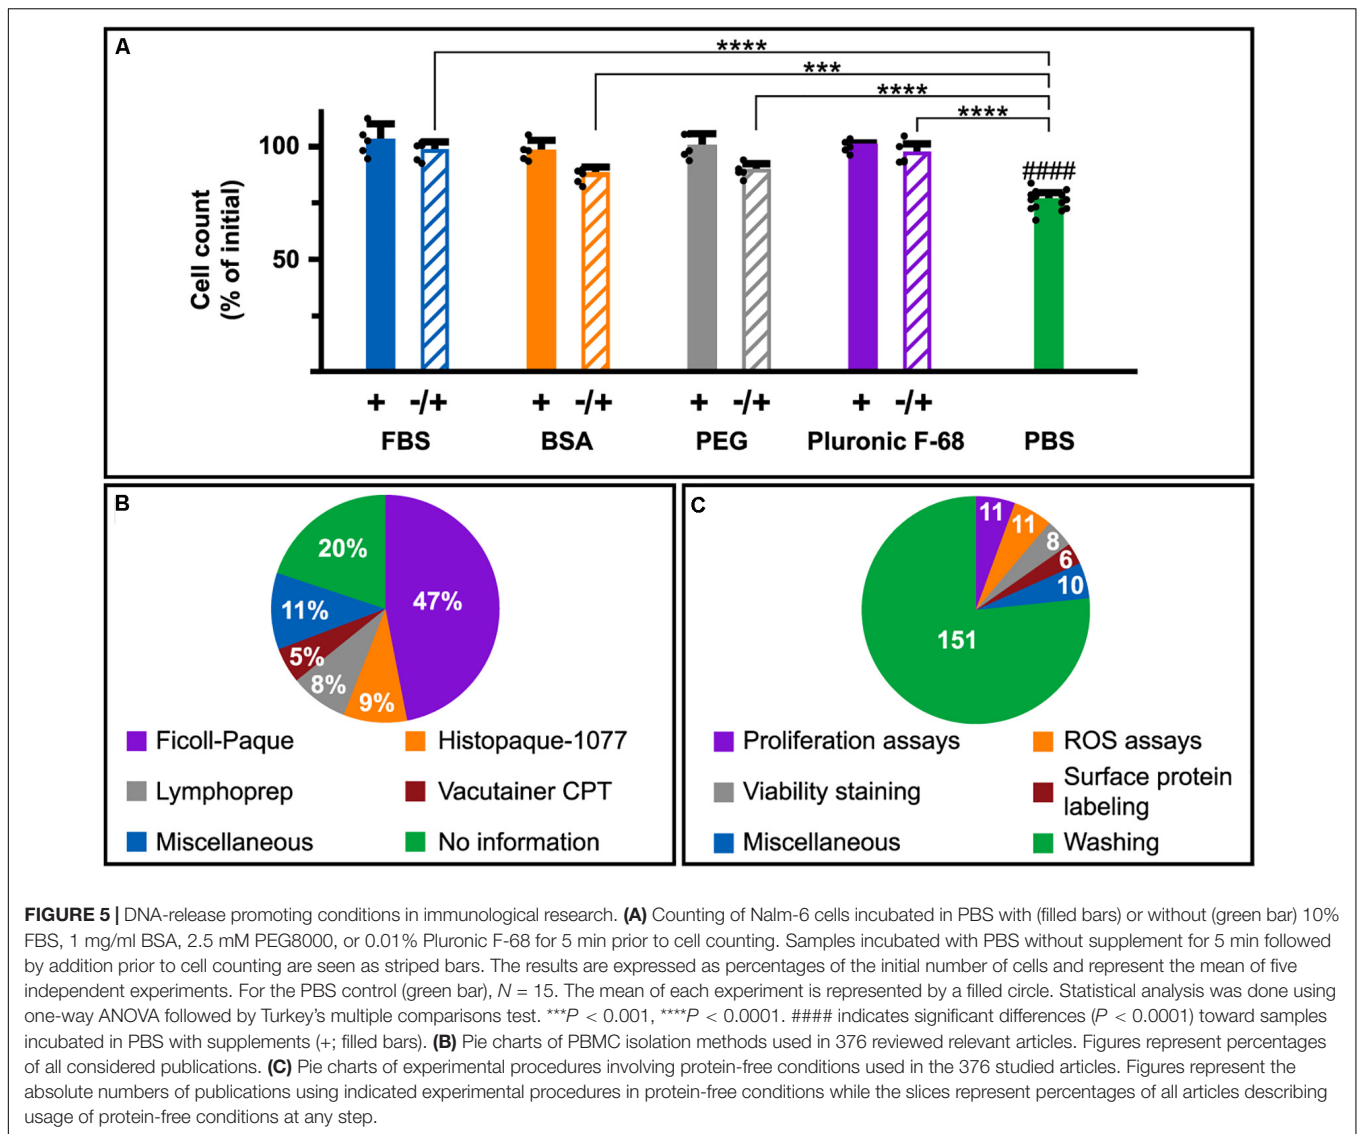 A
****
***
****
****
100
50
Cell count
(% of initial)
####
+ -/+ + -/+ + -/+ + -/+
FBS BSA PEG Pluronic F-68 PBS
B
20%
47%
11%
5%
8%
9%
Ficoll-Paque Histopaque-1077
Lymphoprep Vacutainer CPT
Miscellaneous No information
C
11
11
8
6
10
151
Proliferation assays ROS assays
Viability staining Surface protein
labeling
Miscellaneous Washing
FIGURE 5 | DNA-release promoting conditions in immunological research. (A) Counting of Nalm-6 cells incubated in PBS with (filled bars) or without (green bar) 10%
FBS, 1 mg/ml BSA, 2.5 mM PEG8000, or 0.01% Pluronic F-68 for 5 min prior to cell counting. Samples incubated with PBS without supplement for 5 min followed
by addition prior to cell counting are seen as striped bars. The results are expressed as percentages of the initial number of cells and represent the mean of five
independent experiments. For the PBS control (green bar), N = 15. The mean of each experiment is represented by a filled circle. Statistical analysis was done using
one-way ANOVA followed by Turkey's multiple comparisons test. ***P < 0.001, ****P < 0.0001. #### indicates significant differences (P < 0.0001) toward samples
incubated in PBS with supplements (+; filled bars). (B) Pie charts of PBMC isolation methods used in 376 reviewed relevant articles. Figures represent percentages
of all considered publications. (C) Pie charts of experimental procedures involving protein-free conditions used in the 376 studied articles. Figures represent the
absolute numbers of publications using indicated experimental procedures in protein-free conditions while the slices represent percentages of all articles describing
usage of protein-free conditions at any step.